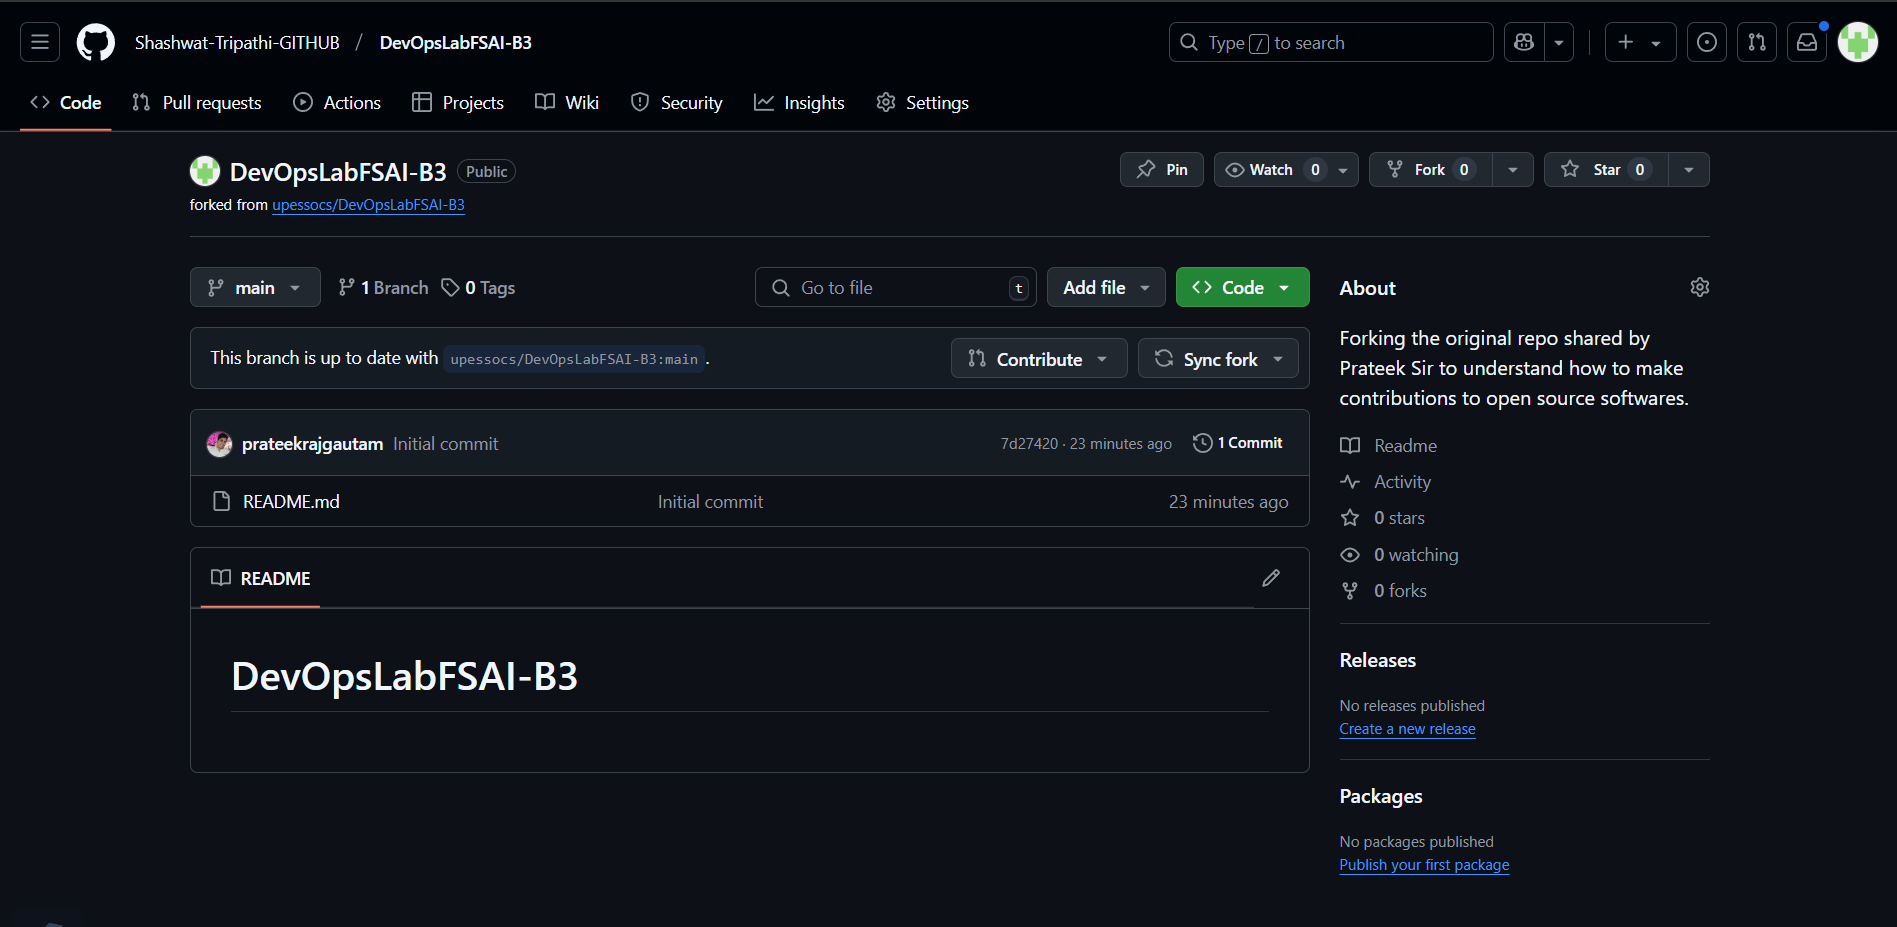 Shashwat-Tripathi-GITHUB / DevOpsLabFSAI-B3
Type / to search
Code
Pull requests
Actions
Projects
Wiki
Security
Insights
Settings
DevOpsLabFSAI-B3 Public
forked from upessocs/DevOpsLabFSAI-B3
Pin
Watch 0
Fork 0
Star 0
main
1 Branch
0 Tags
Go to file t
Add file
Code
This branch is up to date with upessocs/DevOpsLabFSAI-B3:main .
Contribute
Sync fork
prateekrajgautam Initial commit
7d27420 · 23 minutes ago
1 Commit
README.md
Initial commit
23 minutes ago
README
DevOpsLabFSAI-B3
About
Forking the original repo shared by
Prateek Sir to understand how to make
contributions to open source softwares.
Readme
Activity
0 stars
0 watching
0 forks
Releases
No releases published
Create a new release
Packages
No packages published
Publish your first package